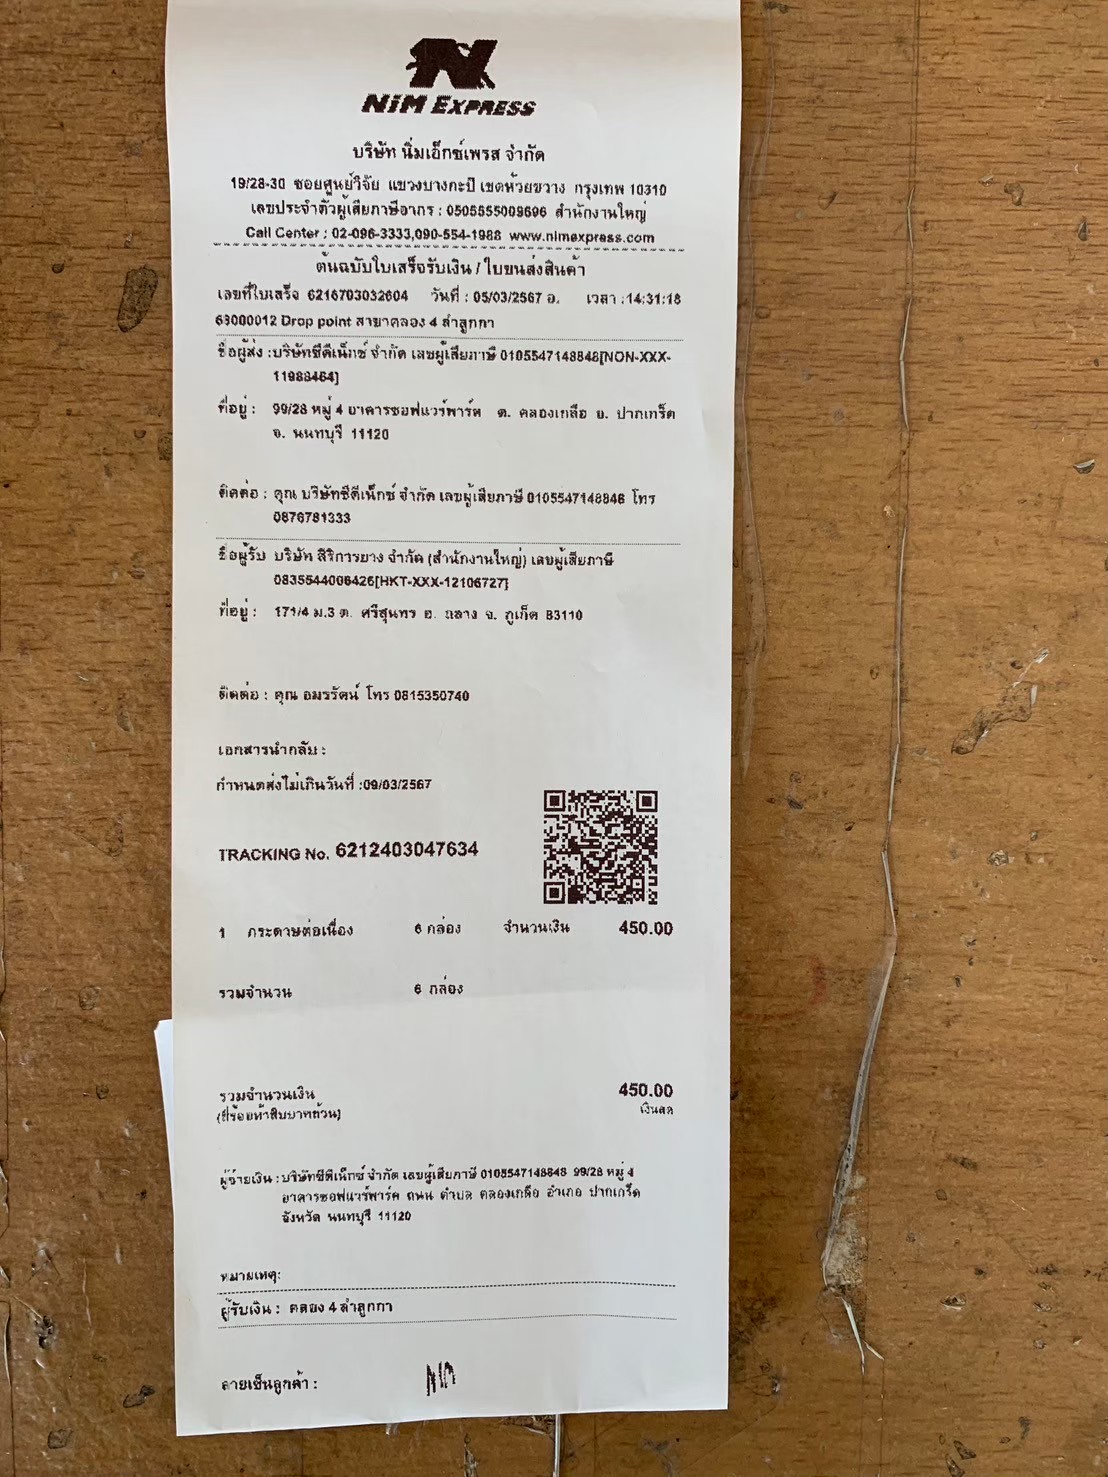 NiM EXPRESS
บริษัท นิ่มเอ็กซ์เพรส จำกัด
19/28-30 ซอยศูนย์วิจัย แขวงบางกะปิ เขตห้วยขวาง กรุงเทพ 10310
เลขประจำตัวผู้เสียภาษีอากร : 0505555009696 สำนักงานใหญ่
Call Center : 02-096-3333,090-554-1988 www.nimexpress.com
ต้นฉบับใบเสร็จรับเงิน / ใบขนส่งสินค้า
เลขที่ใบเสร็จ 6216703032604 วันที่ : 05/03/2567 อ. เวลา :14:31:18
63000012 Drop point สาขาคลอง 4 ลำลูกกา
ชื่อผู้ส่ง :บริษัทซีดีเน็กซ์ จำกัด เลขผู้เสียภาษี 0105547148848[NON-XXX-
11988464]
ที่อยู่ : 99/28 หมู่ 4 อาคารซอฟแวร์พาร์ค ต. คลองเกลือ อ. ปากเกร็ด
จ. นนทบุรี 11120
ติดต่อ : คุณ บริษัทซีดีเน็กซ์ จำกัด เลขผู้เสียภาษี 0105547148848 โทร
0876781333
ชื่อผู้รับ บริษัท สิริการยาง จำกัด (สำนักงานใหญ่) เลขผู้เสียภาษี
0835544006426[HKT-XXX-12106727]
ที่อยู่ : 171/4 ม.3 ต. ศรีสุนทร อ. ถลาง จ. ภูเก็ต 83110
ติดต่อ : คุณ อมรรัตน์ โทร 0815350740
เอกสารนำกลับ :
กำหนดส่งไม่เกินวันที่ :09/03/2567
TRACKING No. 6212403047634
1 กระดาษต่อเนื่อง 6 กล่อง จำนวนเงิน 450.00
รวมจำนวน 6 กล่อง
รวมจำนวนเงิน 450.00
(สี่ร้อยห้าสิบบาทถ้วน) เงินสด
ผู้จ่ายเงิน : บริษัทซีดีเน็กซ์ จำกัด เลขผู้เสียภาษี 0105547148848 99/28 หมู่ 4
อาคารซอฟแวร์พาร์ค ถนน ตำบล คลองเกลือ อำเภอ ปากเกร็ด
จังหวัด นนทบุรี 11120
หมายเหตุ:
ผู้รับเงิน : คลอง 4 ลำลูกกา
ลายเซ็นลูกค้า :